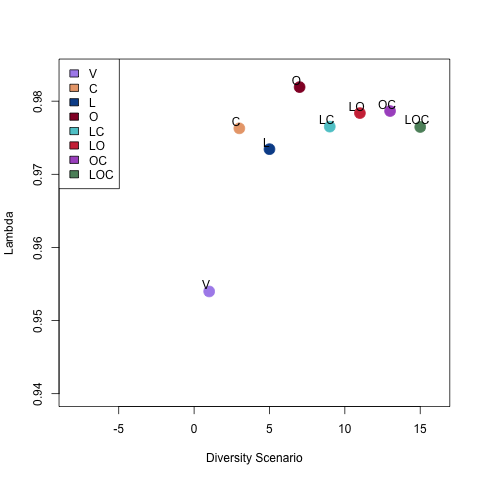 V
C
L
O
LC
LO
OC
LOC
O
C
L
LC
LO
OC
LOC
V
0.98
0.97
0.96
0.95
0.94
Lambda
-5 0 5 10 15
Diversity Scenario